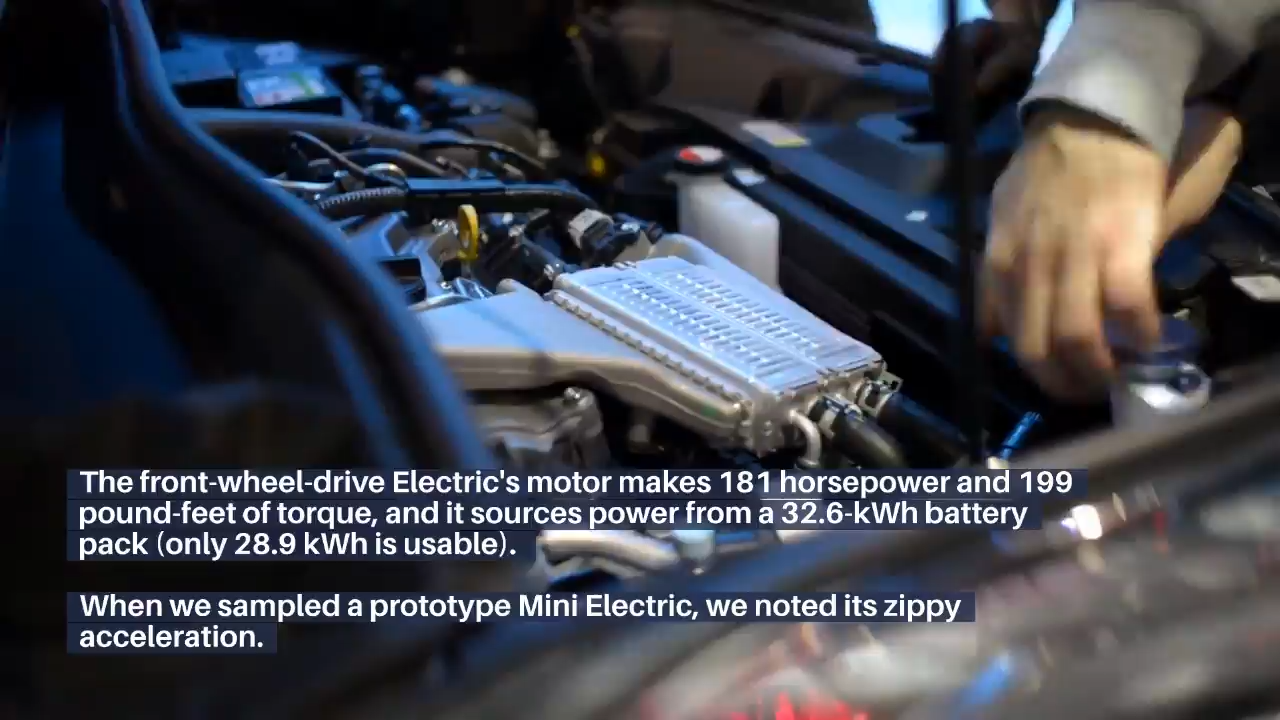 The front-wheel-drive Electric's motor makes 181 horsepower and 199
pound-feet of torque, and it sources power from a 32.6-kWh battery
pack (only 28.9 kWh is usable).
When we sampled a prototype Mini Electric, we noted its zippy
acceleration.